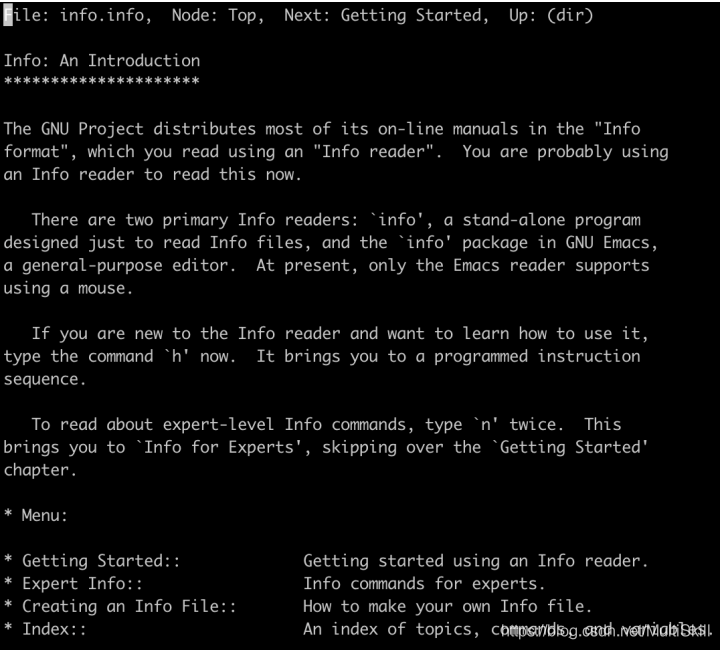 File: info.info,  Node: Top,  Next: Getting Started,  Up: (dir)
Info: An Introduction
*********************
The GNU Project distributes most of its on-line manuals in the "Info
format", which you read using an "Info reader".  You are probably using
an Info reader to read this now.
There are two primary Info readers: `info', a stand-alone program
designed just to read Info files, and the `info' package in GNU Emacs,
a general-purpose editor.  At present, only the Emacs reader supports
using a mouse.
If you are new to the Info reader and want to learn how to use it,
type the command `h' now.  It brings you to a programmed instruction
sequence.
To read about expert-level Info commands, type `n' twice.  This
brings you to `Info for Experts', skipping over the `Getting Started'
chapter.
* Menu:
* Getting Started::             Getting started using an Info reader.
* Expert Info::                 Info commands for experts.
* Creating an Info File::       How to make your own Info file.
* Index::                       An index of topics, commands, and variables.
https://blog.csdn.net/MultiSkill